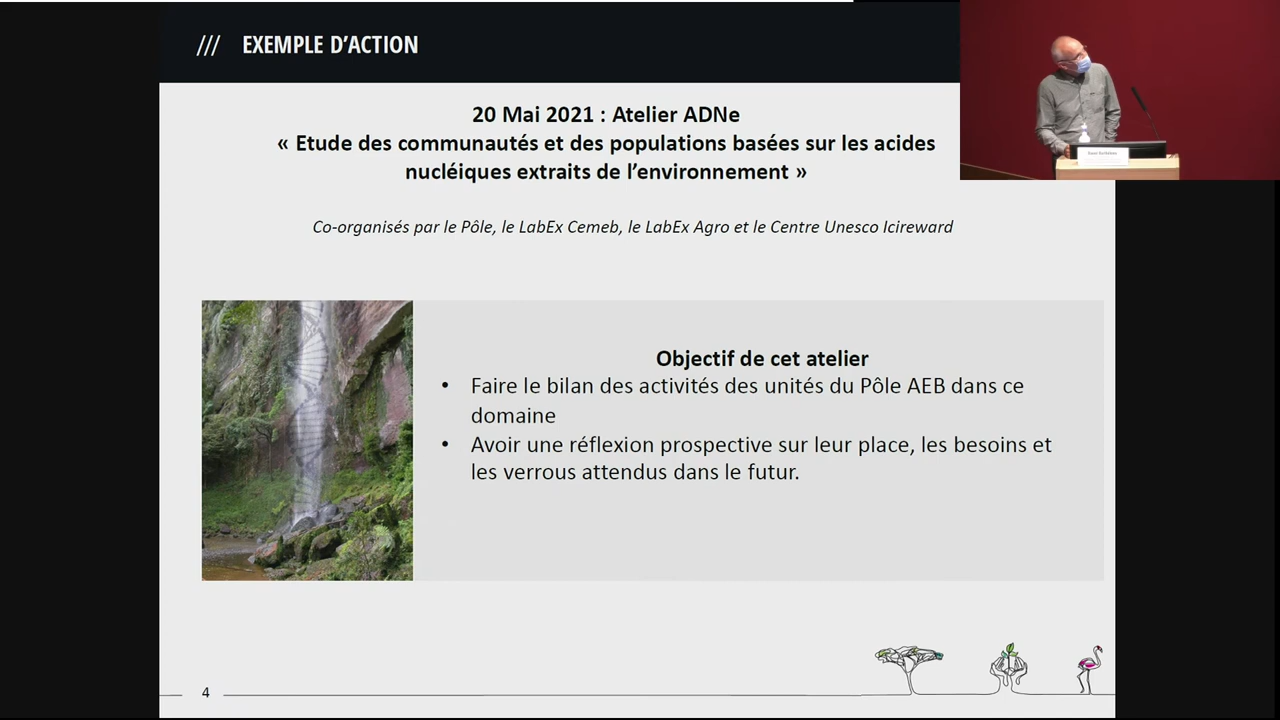 /// EXEMPLE D'ACTION
20 Mai 2021 : Atelier ADNe
« Etude des communautés et des populations basées sur les acides
nucléiques extraits de l'environnement »
Co-organisés par le Pôle, le LabEx Cemeb, le LabEx Agro et le Centre Unesco Icireward
Objectif de cet atelier
• Faire le bilan des activités des unités du Pôle AEB dans ce
domaine
• Avoir une réflexion prospective sur leur place, les besoins et
les verrous attendus dans le futur.
4